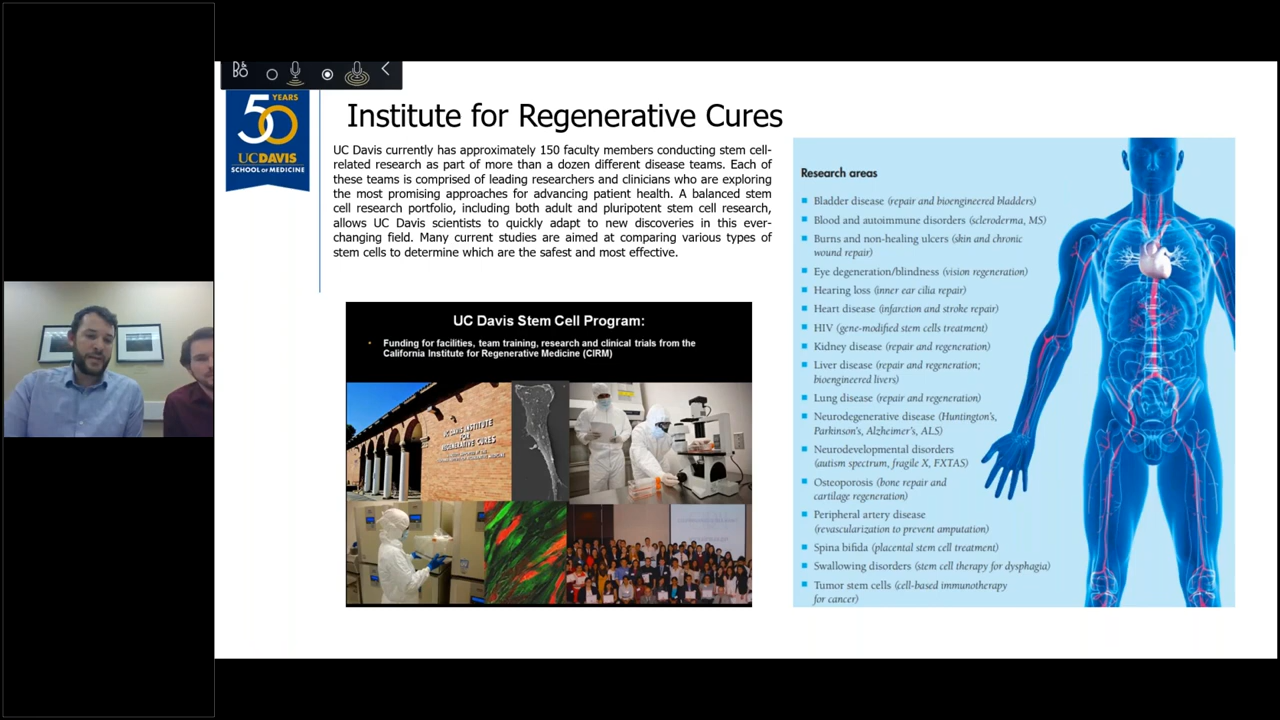 50
YEARS
UCDAVIS
SCHOOL OF MEDICINE
Institute for Regenerative Cures
UC Davis currently has approximately 150 faculty members conducting stem cell-
related research as part of more than a dozen different disease teams. Each of
these teams is comprised of leading researchers and clinicians who are exploring
the most promising approaches for advancing patient health. A balanced stem
cell research portfolio, including both adult and pluripotent stem cell research,
allows UC Davis scientists to quickly adapt to new discoveries in this ever-
changing field. Many current studies are aimed at comparing various types of
stem cells to determine which are the safest and most effective.
UC Davis Stem Cell Program:
• Funding for facilities, team training, research and clinical trials from the
California Institute for Regenerative Medicine (CIRM)
UC DAVIS INSTITUTE
FOR
REGENERATIVE CURES
Research areas
Bladder disease (repair and bioengineered bladders)
Blood and autoimmune disorders (scleroderma, MS)
Burns and non-healing ulcers (skin and chronic
wound repair)
Eye degeneration/blindness (vision regeneration)
Hearing loss (inner ear cilia repair)
Heart disease (infarction and stroke repair)
HIV (gene-modified stem cells treatment)
Kidney disease (repair and regeneration)
Liver disease (repair and regeneration;
bioengineered livers)
Lung disease (repair and regeneration)
Neurodegenerative disease (Huntington's,
Parkinson's, Alzheimer's, ALS)
Neurodevelopmental disorders
(autism spectrum, fragile X, FXTAS)
Osteoporosis (bone repair and
cartilage regeneration)
Peripheral artery disease
(revascularization to prevent amputation)
Spina bifida (placental stem cell treatment)
Swallowing disorders (stem cell therapy for dysphagia)
Tumor stem cells (cell-based immunotherapy
for cancer)